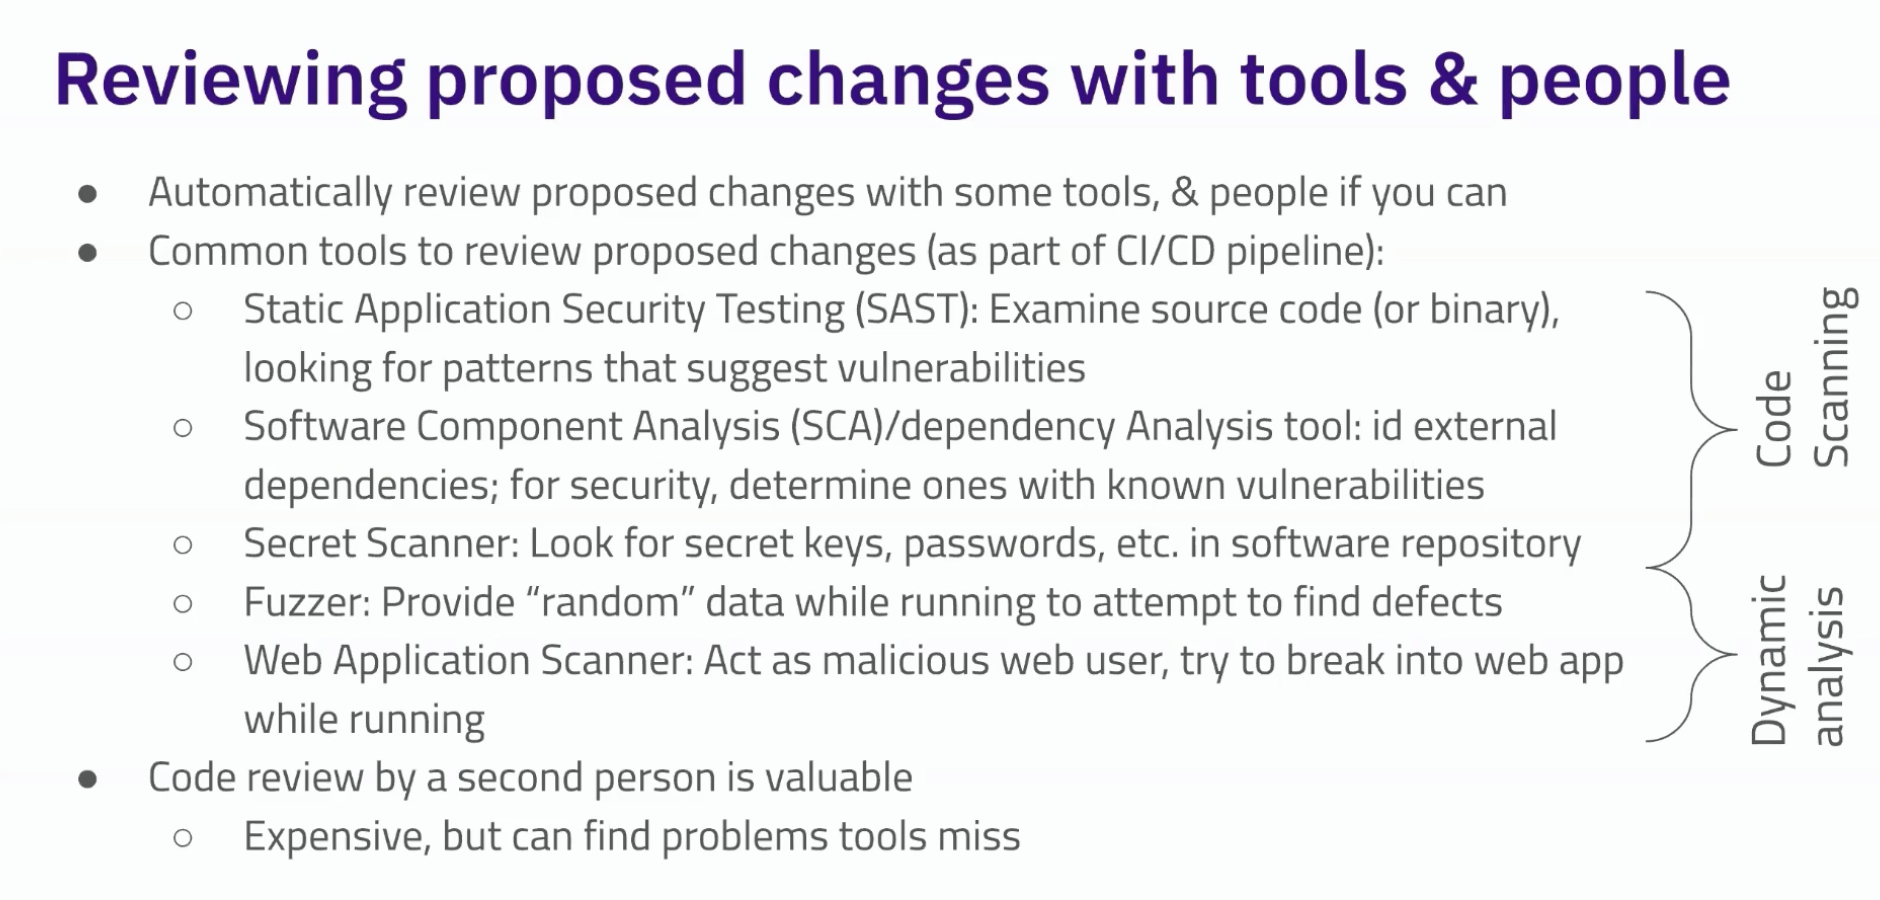 Reviewing proposed changes with tools & people
● Automatically review proposed changes with some tools, & people if you can
● Common tools to review proposed changes (as part of CI/CD pipeline):
○ Static Application Security Testing (SAST): Examine source code (or binary),
looking for patterns that suggest vulnerabilities
○ Software Component Analysis (SCA)/dependency Analysis tool: id external
dependencies; for security, determine ones with known vulnerabilities
○ Secret Scanner: Look for secret keys, passwords, etc. in software repository
○ Fuzzer: Provide “random” data while running to attempt to find defects
○ Web Application Scanner: Act as malicious web user, try to break into web app
while running
● Code review by a second person is valuable
○ Expensive, but can find problems tools miss
Code
Scanning
Dynamic
analysis